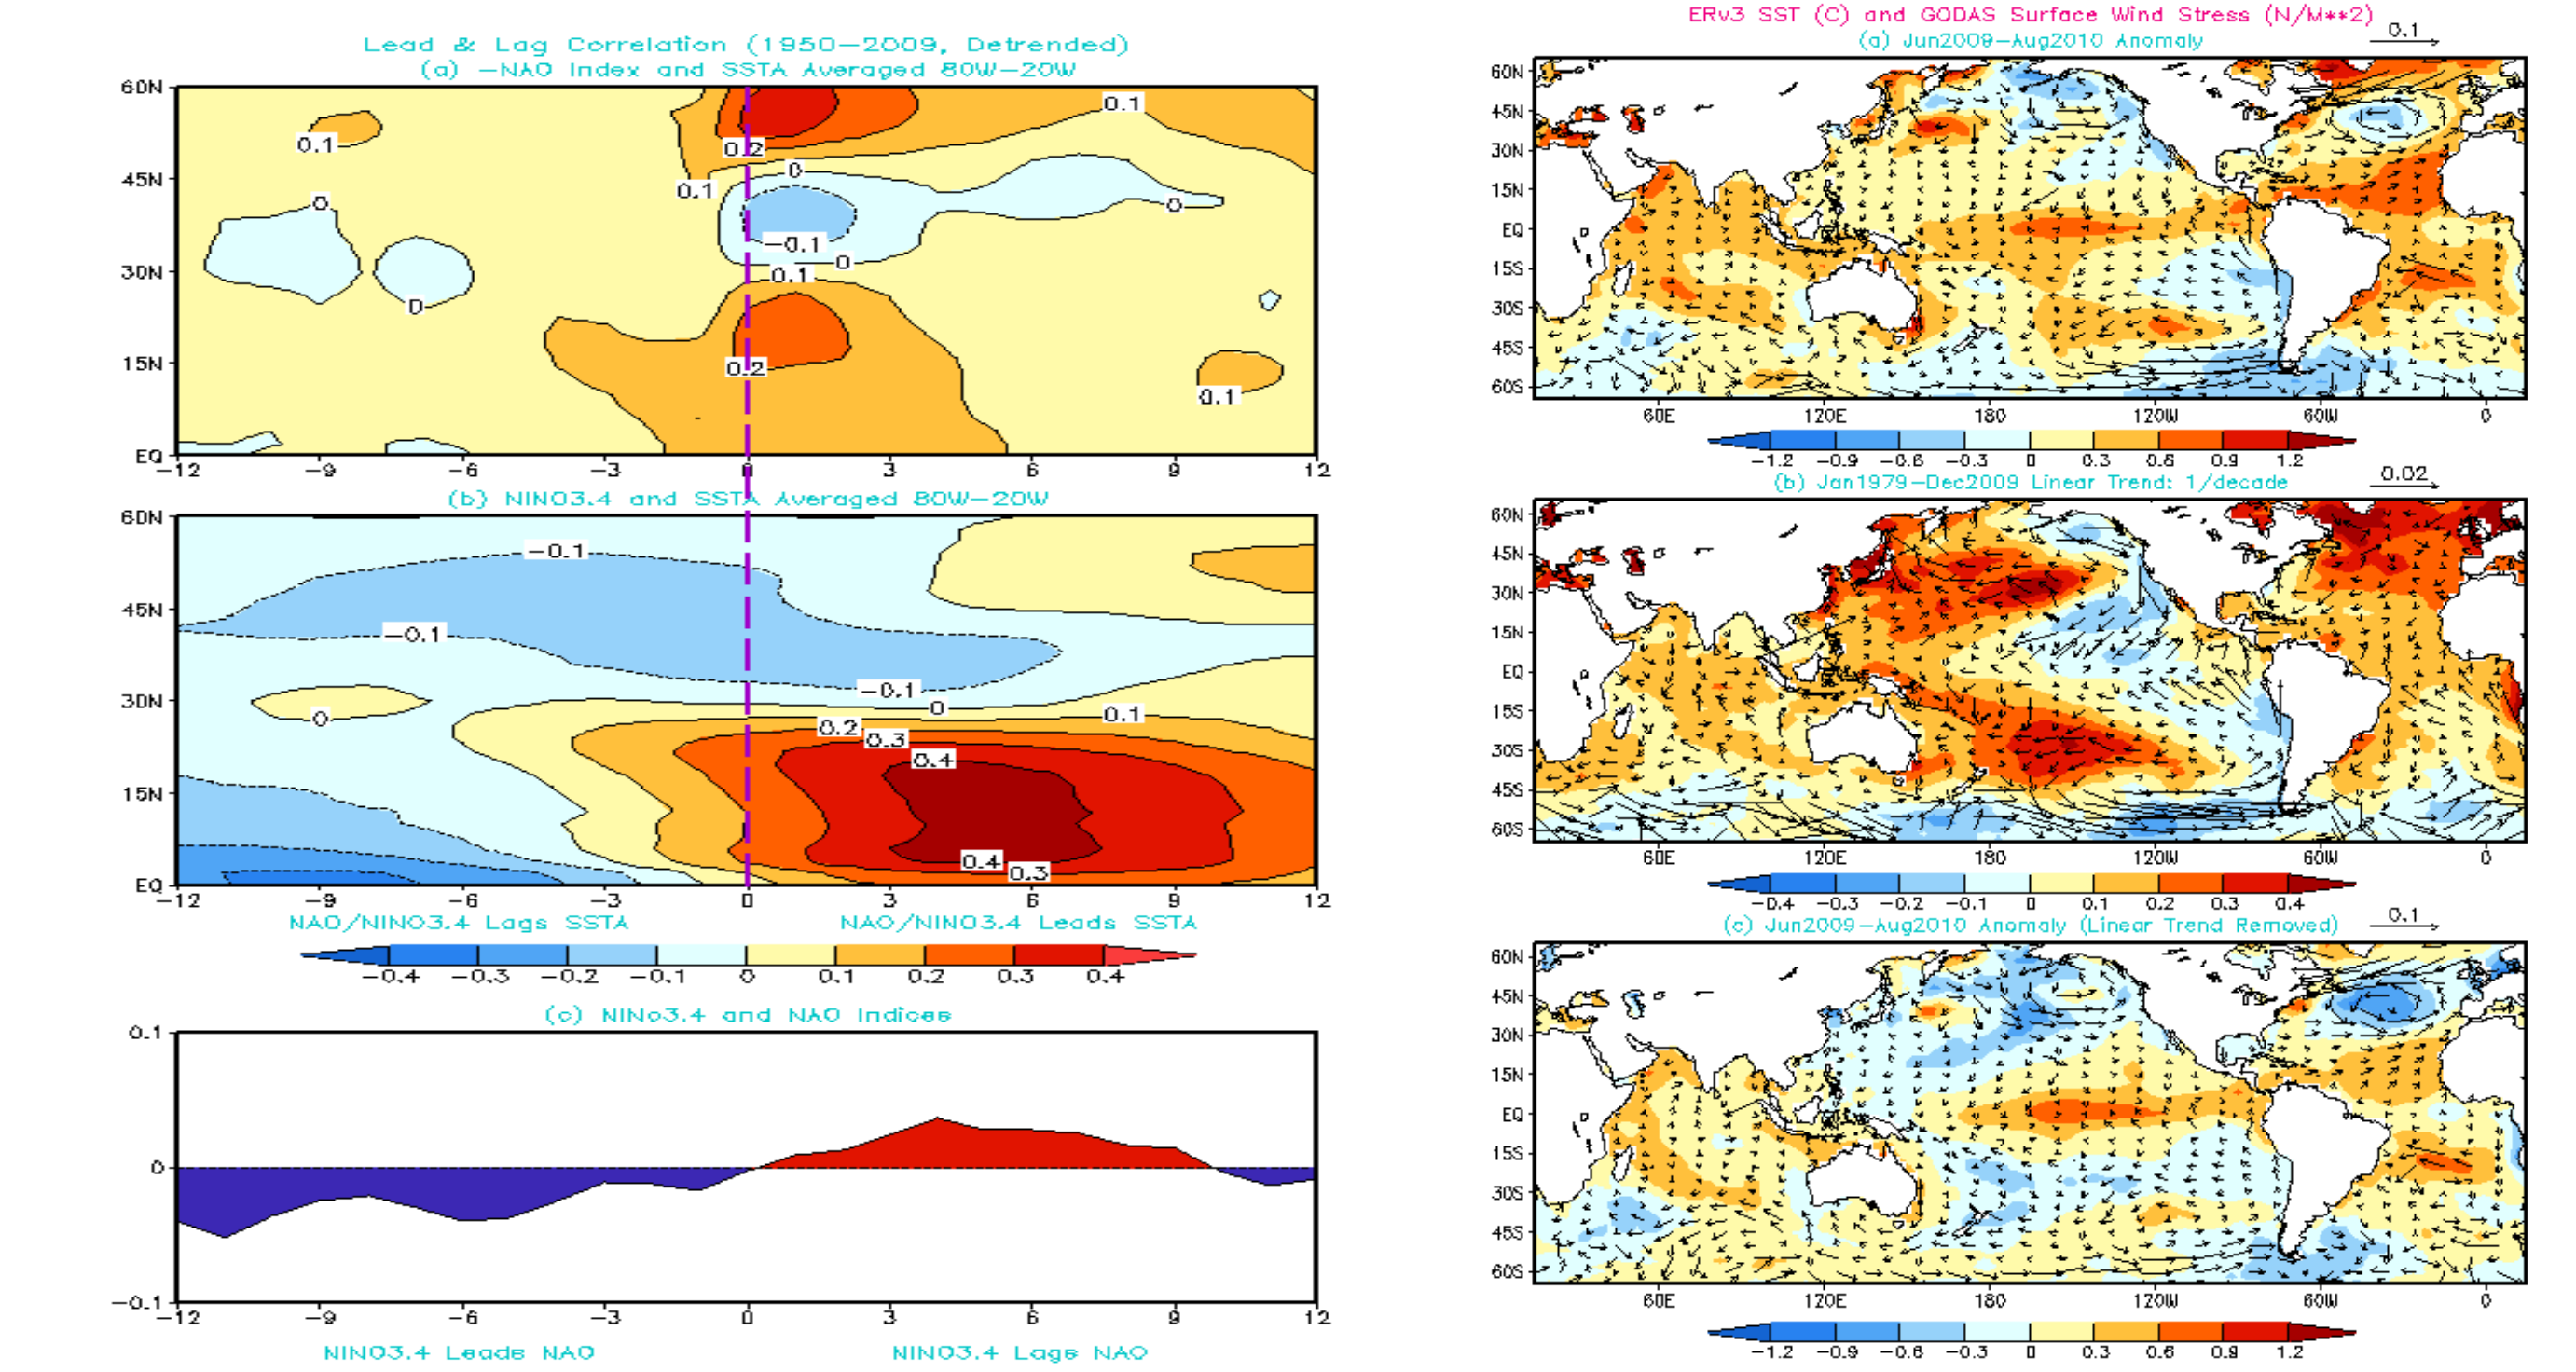 Lead & Lag Correlation (1950-2009, Detrended)
(a) -NAO Index and SSTA Averaged 80W-20W
60N
45N
30N
15N
EQ
0.1
0
0
0.2
0.1
0
-0.1
0
0.1
0.2
0.1
0
0.1
-12 -9 -6 -3 0 3 6 9 12
(b) NINO3.4 and SSTA Averaged 80W-20W
60N
45N
30N
15N
EQ
-0.1
-0.1
0
-0.1
0
0.1
0.2
0.3
0.4
0.4
0.3
-12 -9 -6 -3 0 3 6 9 12
NAO/NINO3.4 Lags SSTA NAO/NINO3.4 Leads SSTA
-0.4 -0.3 -0.2 -0.1 0 0.1 0.2 0.3 0.4
(c) NINo3.4 and NAO Indices
0.1
0
-0.1
-12 -9 -6 -3 0 3 6 9 12
NINO3.4 Leads NAO NINO3.4 Lags NAO
ERv3 SST (C) and GODAS Surface Wind Stress (N/M**2)
(a) Jun2009-Aug2010 Anomaly 0.1
60N
45N
30N
15N
EQ
15S
30S
45S
60S
60E 120E 180 120W 60W 0
-1.2 -0.9 -0.6 -0.3 0 0.3 0.6 0.9 1.2
(b) Jan1979-Dec2009 Linear Trend: 1/decade 0.02
60N
45N
30N
15N
EQ
15S
30S
45S
60S
60E 120E 180 120W 60W 0
-0.4 -0.3 -0.2 -0.1 0 0.1 0.2 0.3 0.4
(c) Jun2009-Aug2010 Anomaly (Linear Trend Removed) 0.1
60N
45N
30N
15N
EQ
15S
30S
45S
60S
60E 120E 180 120W 60W 0
-1.2 -0.9 -0.6 -0.3 0 0.3 0.6 0.9 1.2